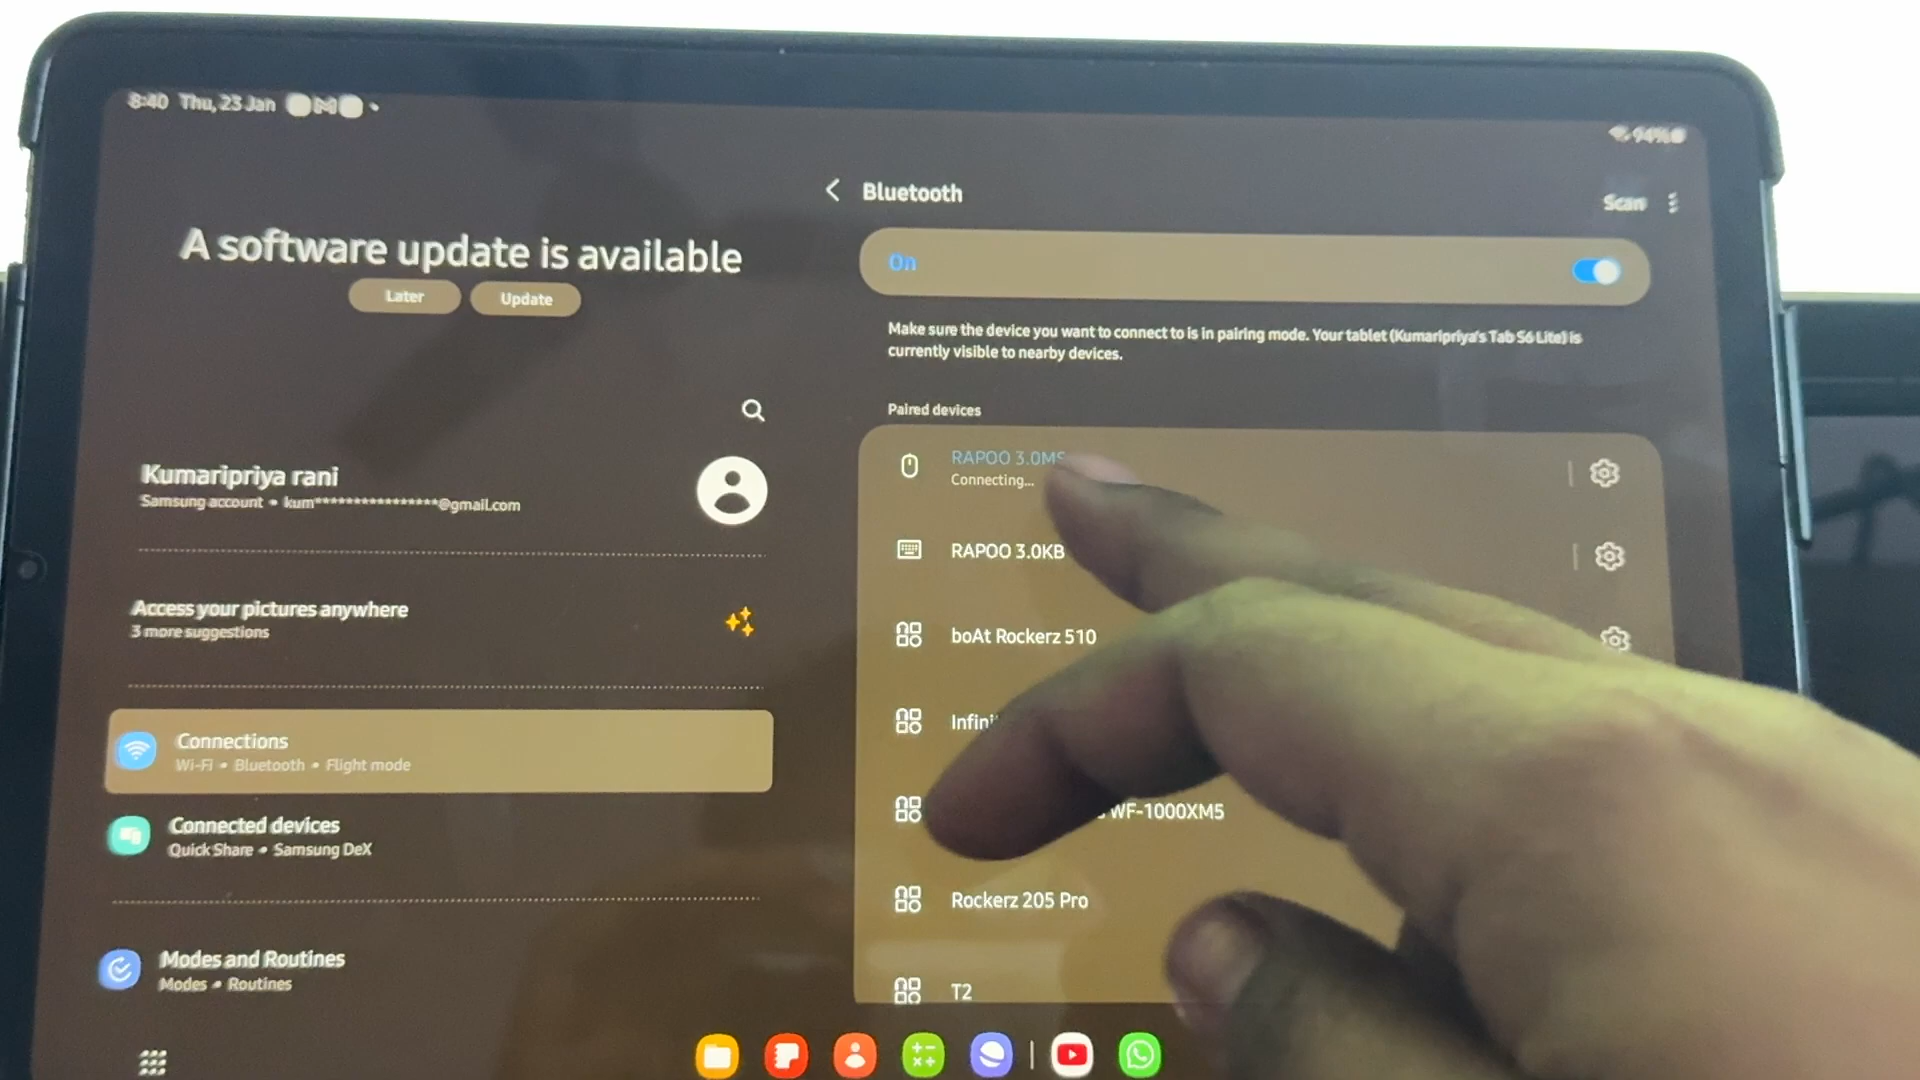 8:40 Thu, 23 Jan
94%
Bluetooth
Scan
A software update is available
Later
Update
On
Make sure the device you want to connect to is in pairing mode. Your tablet (Kumaripriya's Tab S6 Lite) is
currently visible to nearby devices.
Paired devices
Kumaripriya rani
Samsung account • kum****************@gmail.com
Access your pictures anywhere
3 more suggestions
Connections
Wi-Fi • Bluetooth • Flight mode
Connected devices
Quick Share • Samsung DeX
Modes and Routines
Modes • Routines
RAPOO 3.0MS
Connecting...
RAPOO 3.0KB
boAt Rockerz 510
WF-1000XM5
Rockerz 205 Pro
T2